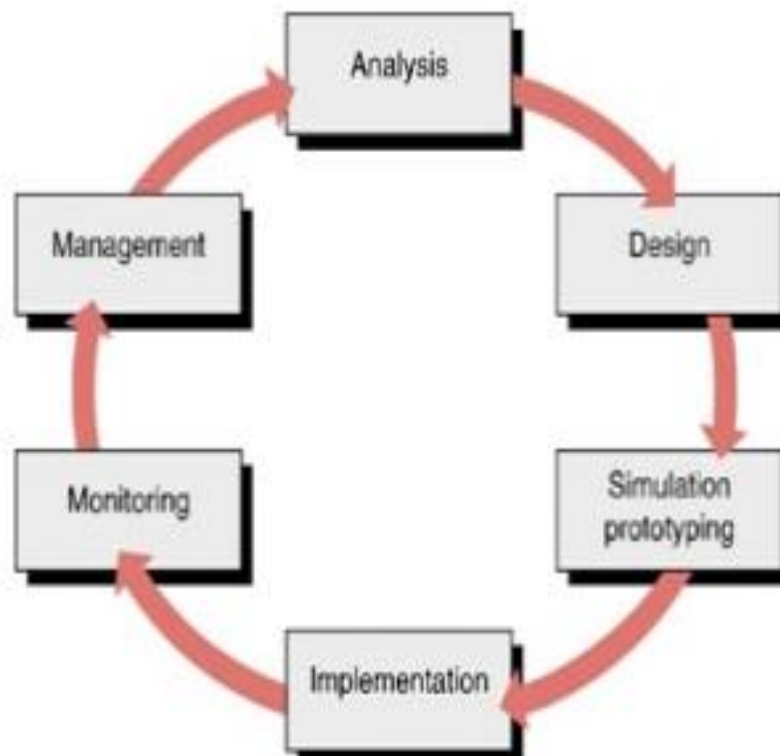 Analysis
Design
Simulation
prototyping
Implementation
Monitoring
Management